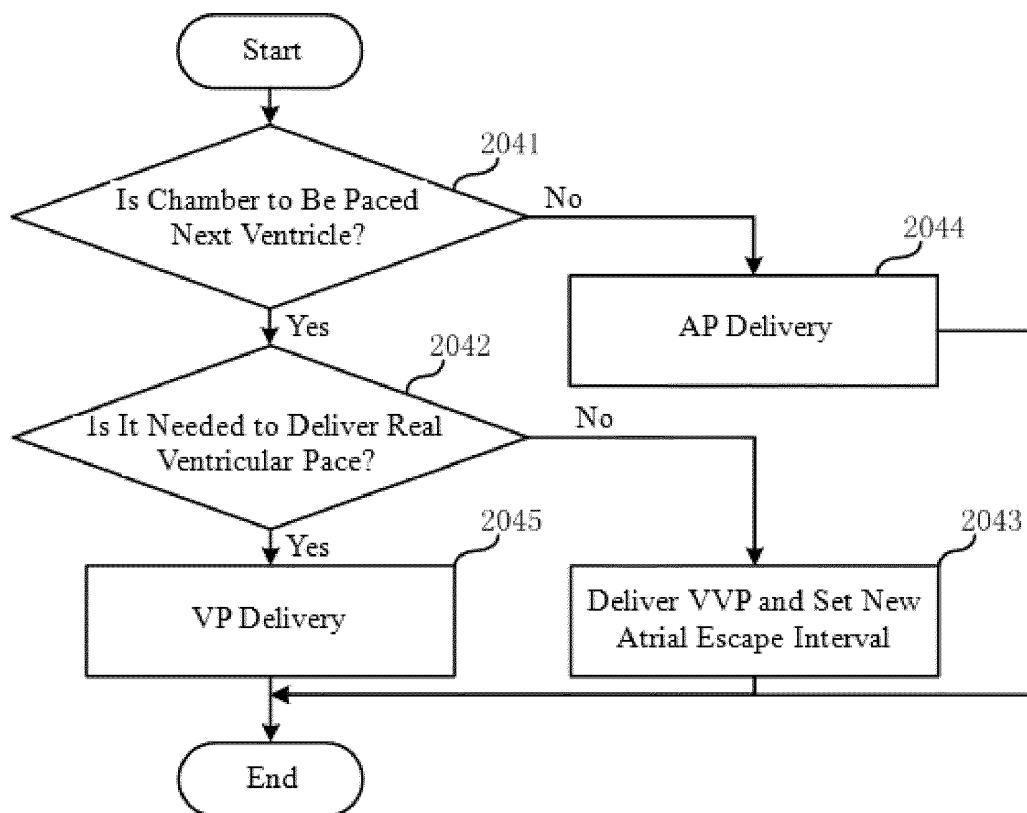 Start
2041
Is Chamber to Be Paced
Next Ventricle?
No
2044
AP Delivery
Yes
2042
Is It Needed to Deliver Real
Ventricular Pace?
No
2045
Yes
2043
VP Delivery
Deliver VVP and Set New
Atrial Escape Interval
End